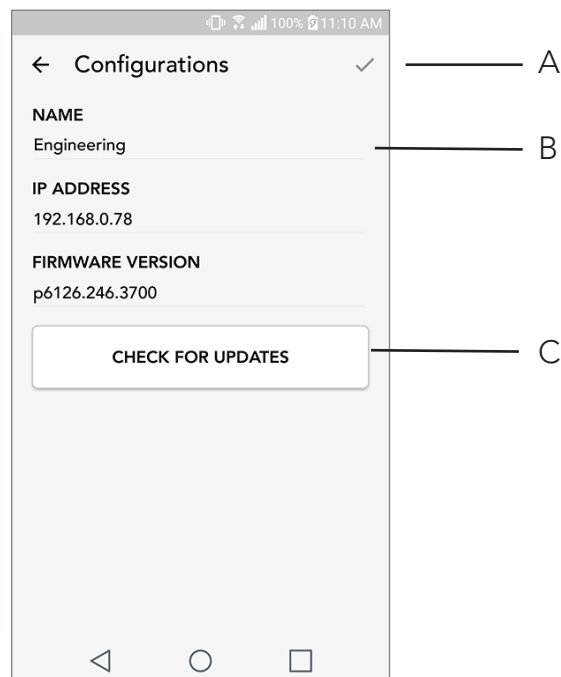 100% 11:10 AM
Configurations
A
NAME
Engineering
B
IP ADDRESS
192.168.0.78
FIRMWARE VERSION
p6126.246.3700
CHECK FOR UPDATES
C